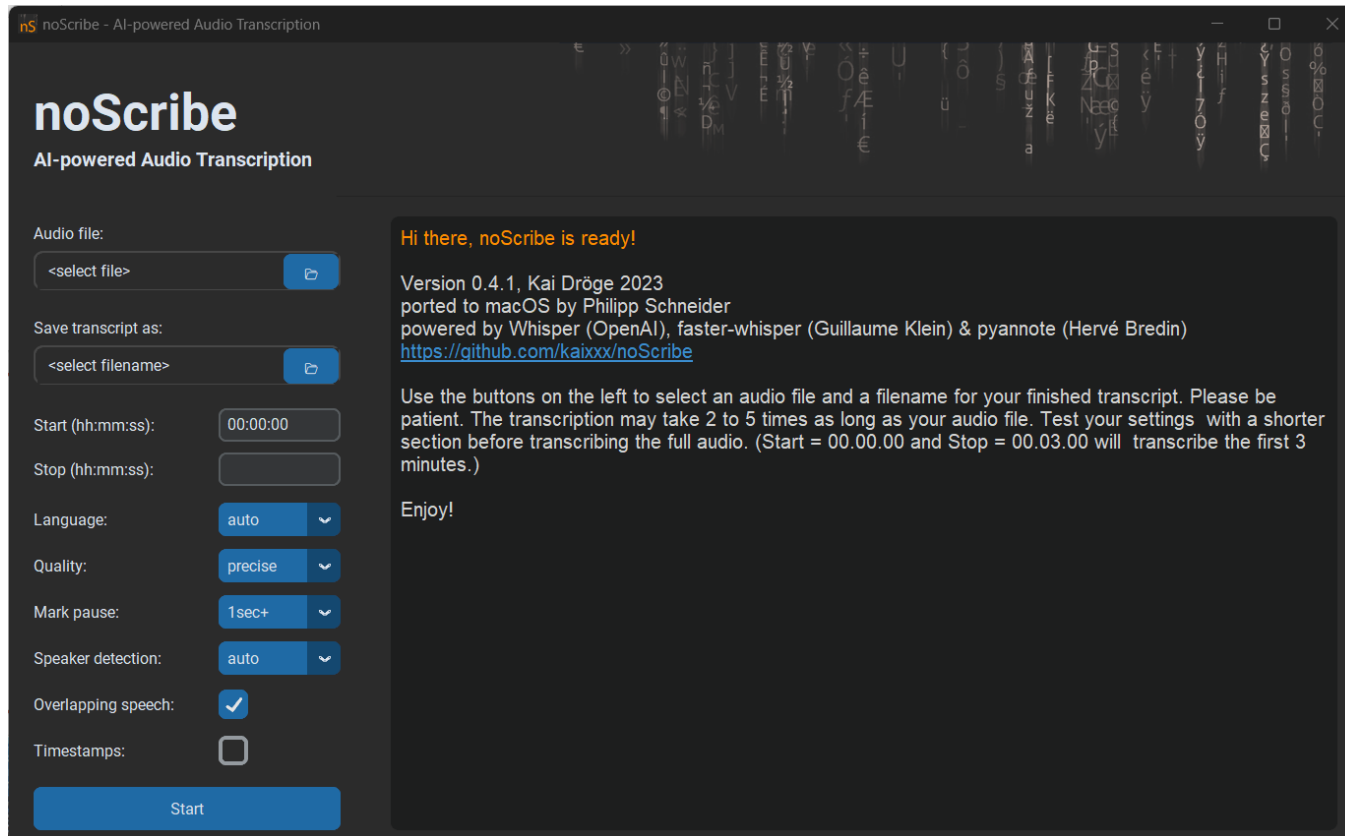 nS noScribe - AI-powered Audio Transcription
noScribe
AI-powered Audio Transcription
Audio file:
<select file>
Save transcript as:
<select filename>
Start (hh:mm:ss): 00:00:00
Stop (hh:mm:ss):
Language: auto
Quality: precise
Mark pause: 1sec+
Speaker detection: auto
Overlapping speech:
Timestamps:
Start
Hi there, noScribe is ready!
Version 0.4.1, Kai Dröge 2023
ported to macOS by Philipp Schneider
powered by Whisper (OpenAI), faster-whisper (Guillaume Klein) & pyannote (Hervé Bredin)
https://github.com/kaixxx/noScribe
Use the buttons on the left to select an audio file and a filename for your finished transcript. Please be
patient. The transcription may take 2 to 5 times as long as your audio file. Test your settings  with a shorter
section before transcribing the full audio. (Start = 00.00.00 and Stop = 00.03.00 will  transcribe the first 3
minutes.)
Enjoy!